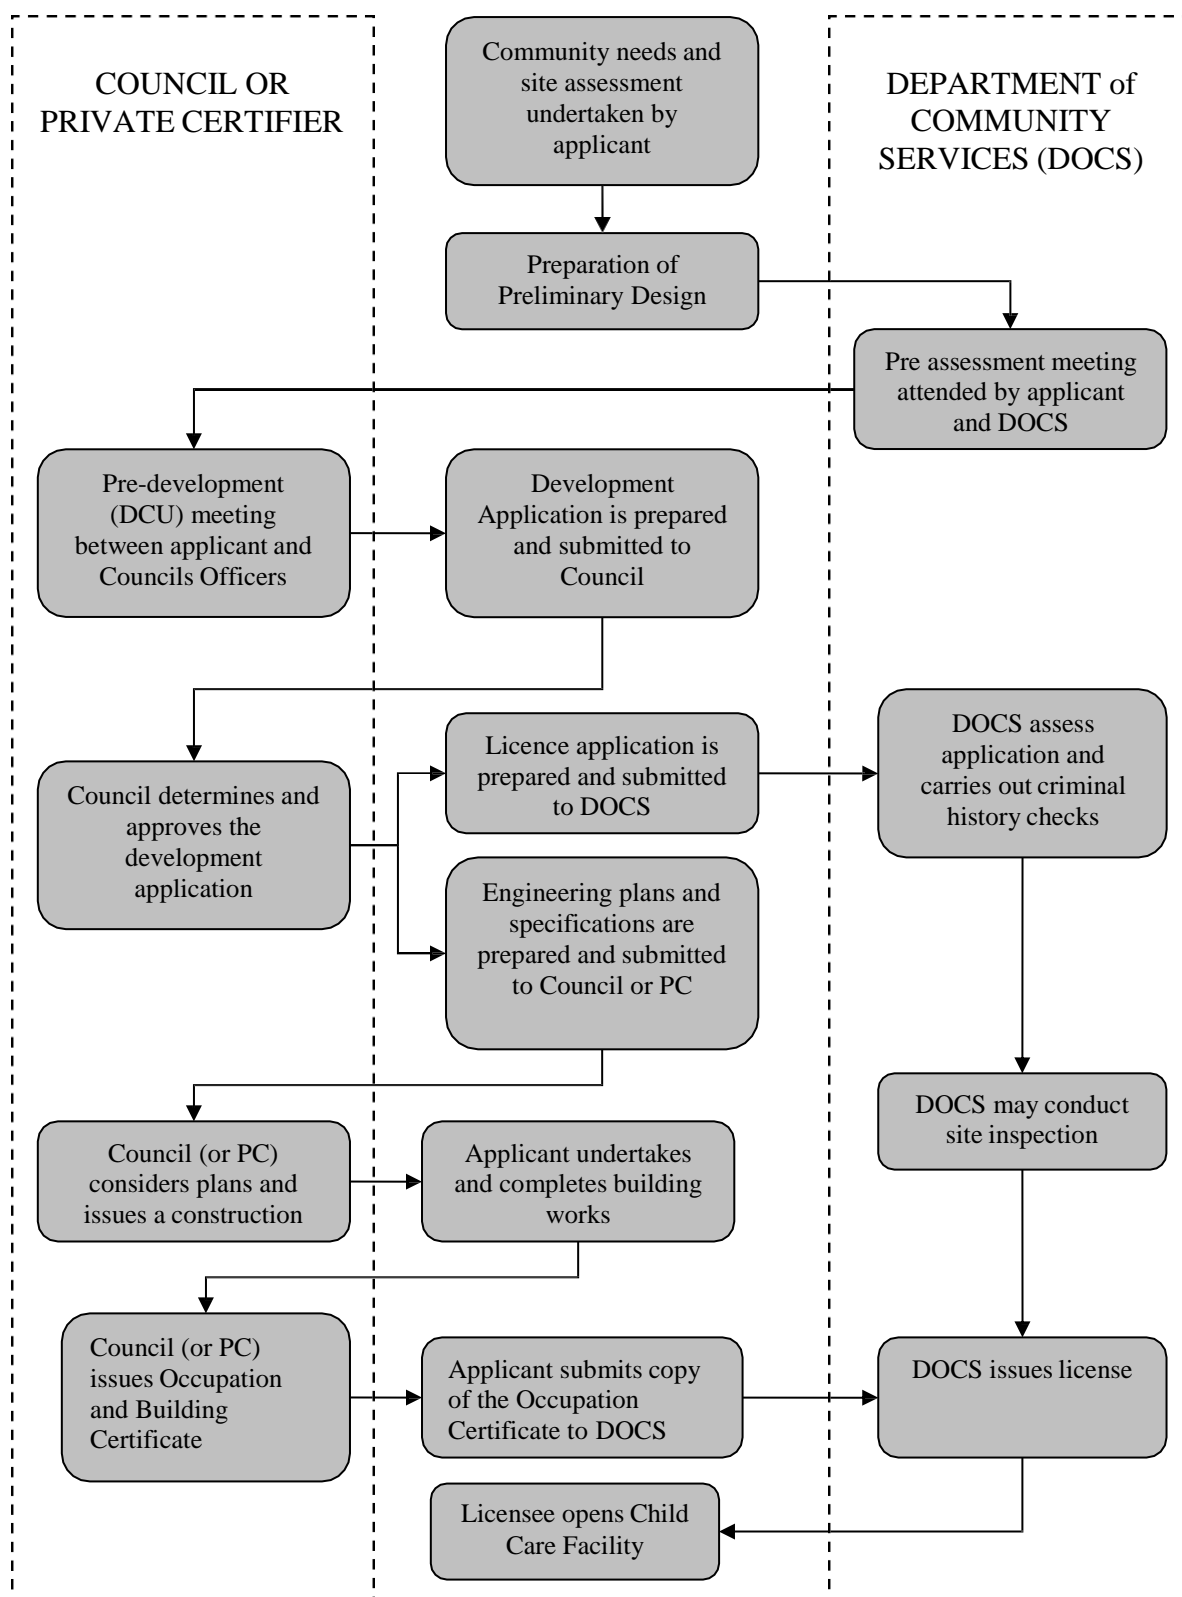 COUNCIL OR
PRIVATE CERTIFIER
Community needs and
site assessment
undertaken by
applicant
DEPARTMENT of
COMMUNITY
SERVICES (DOCS)
Preparation of
Preliminary Design
Pre assessment meeting
attended by applicant
and DOCS
Pre-development
(DCU) meeting
between applicant and
Councils Officers
Development
Application is prepared
and submitted to
Council
Council determines and
approves the
development
application
Licence application is
prepared and submitted
to DOCS
DOCS assess
application and
carries out criminal
history checks
Engineering plans and
specifications are
prepared and submitted
to Council or PC
DOCS may conduct
site inspection
Council (or PC)
considers plans and
issues a construction
Applicant undertakes
and completes building
works
Council (or PC)
issues Occupation
and Building
Certificate
Applicant submits copy
of the Occupation
Certificate to DOCS
DOCS issues license
Licensee opens Child
Care Facility